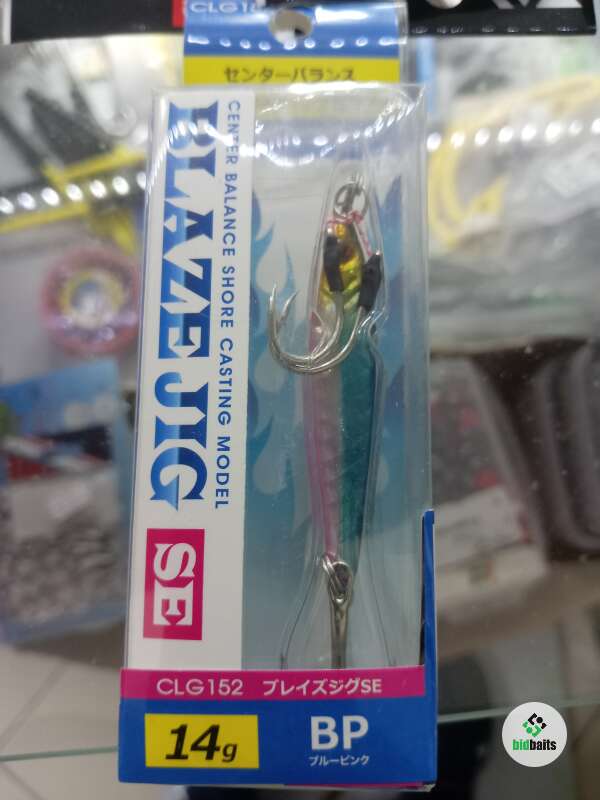 CLG15
センターバランス
CENTER BALANCE SHORE CASTING MODEL
BLAZE JIG
SE
CLG152 ブレイズジグSE
14g
BP
ブルーピンク
bidbaits